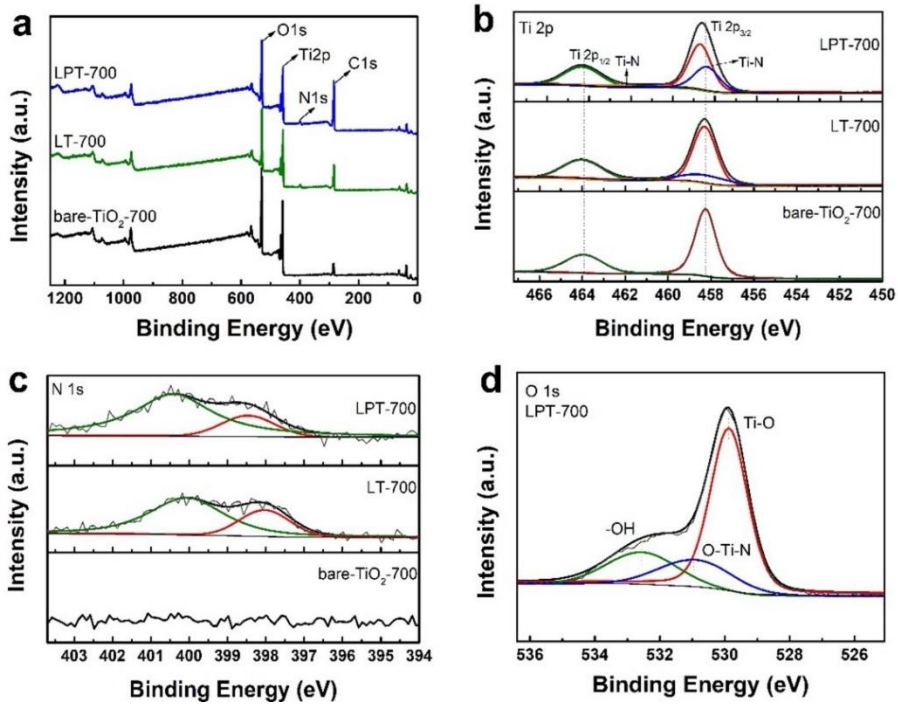 a
O1s
Ti2p
C1s
N1s
LPT-700
LT-700
bare-TiO₂-700
Intensity (a.u.)
1200 1000 800 600 400 200 0
Binding Energy (eV)
b
Ti 2p
Ti 2p₃/₂
Ti 2p₁/₂
Ti-N
Ti-N
LPT-700
LT-700
bare-TiO₂-700
Intensity (a.u.)
466 464 462 460 458 456 454 452 450
Binding Energy (eV)
c
N 1s
LPT-700
LT-700
bare-TiO₂-700
Intensity (a.u.)
403 402 401 400 399 398 397 396 395 394
Binding Energy (eV)
d
O 1s
LPT-700
Ti-O
-OH
O-Ti-N
Intensity (a.u.)
536 534 532 530 528 526
Binding Energy (eV)